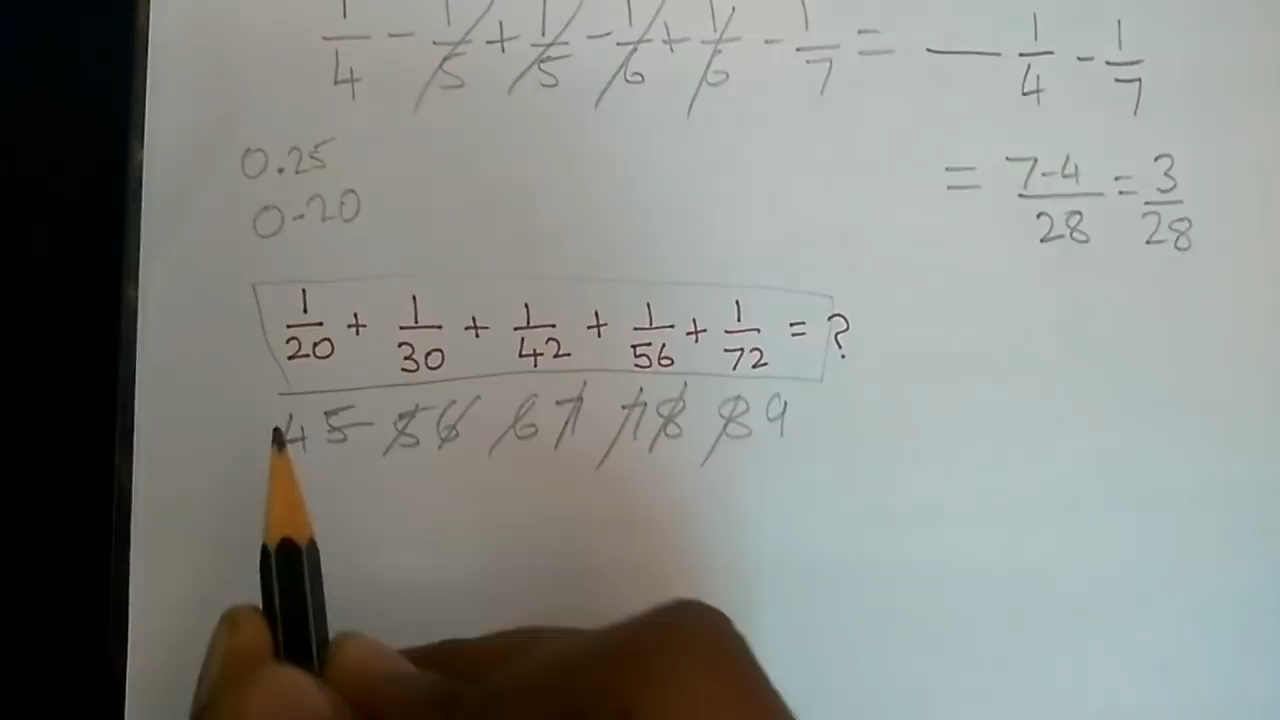 1/4 - 1/5 + 1/5 - 1/6 + 1/6 - 1/7 = — 1/4 - 1/7
0.25
0-20
= 7-4/28 = 3/28
1/20 + 1/30 + 1/42 + 1/56 + 1/72 = ?
45 56 67 78 89